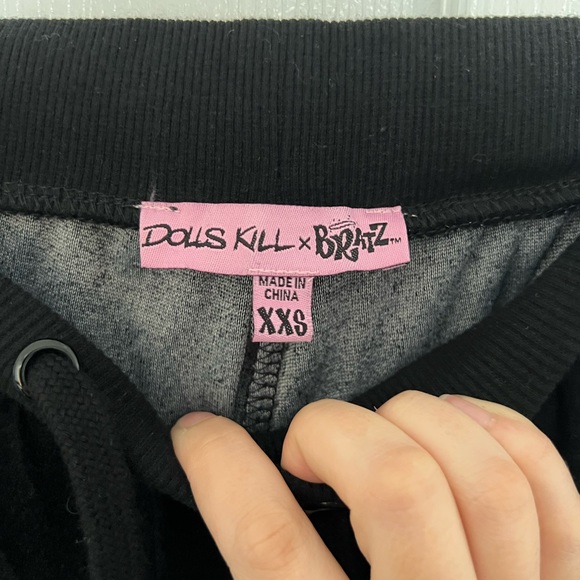 DOLLS KILL × BRATZ™
MADE IN
CHINA
XXS